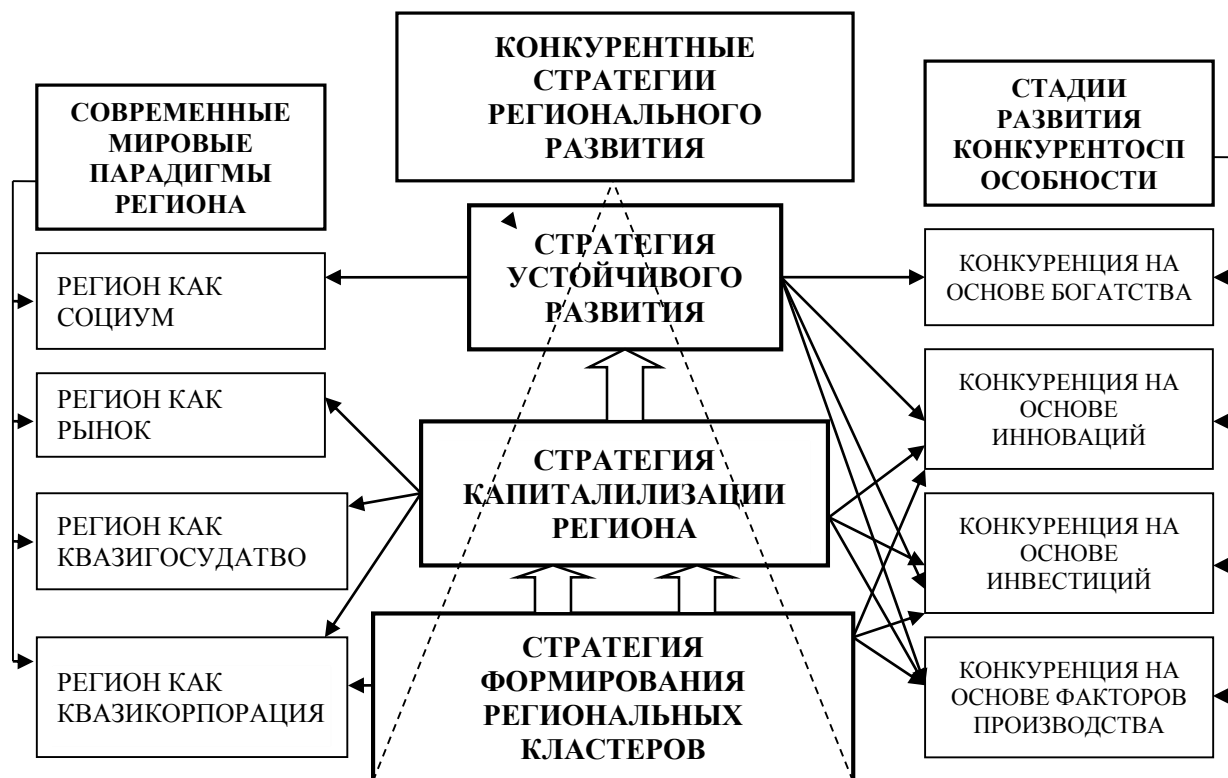 КОНКУРЕНТНЫЕ
СТРАТЕГИИ
РЕГИОНАЛЬНОГО
РАЗВИТИЯ
СОВРЕМЕННЫЕ
МИРОВЫЕ
ПАРАДИГМЫ
РЕГИОНА
СТАДИИ
РАЗВИТИЯ
КОНКУРЕНТОСП
ОСОБНОСТИ
РЕГИОН КАК
СОЦИУМ
СТРАТЕГИЯ
УСТОЙЧИВОГО
РАЗВИТИЯ
КОНКУРЕНЦИЯ НА
ОСНОВЕ БОГАТСТВА
РЕГИОН КАК
РЫНОК
КОНКУРЕНЦИЯ НА
ОСНОВЕ
ИННОВАЦИЙ
СТРАТЕГИЯ
КАПИТАЛИЛИЗАЦИИ
РЕГИОНА
РЕГИОН КАК
КВАЗИГОСУДАТВО
КОНКУРЕНЦИЯ НА
ОСНОВЕ
ИНВЕСТИЦИЙ
СТРАТЕГИЯ
ФОРМИРОВАНИЯ
РЕГИОНАЛЬНЫХ
КЛАСТЕРОВ
РЕГИОН КАК
КВАЗИКОРПОРАЦИЯ
КОНКУРЕНЦИЯ НА
ОСНОВЕ ФАКТОРОВ
ПРОИЗВОДСТВА